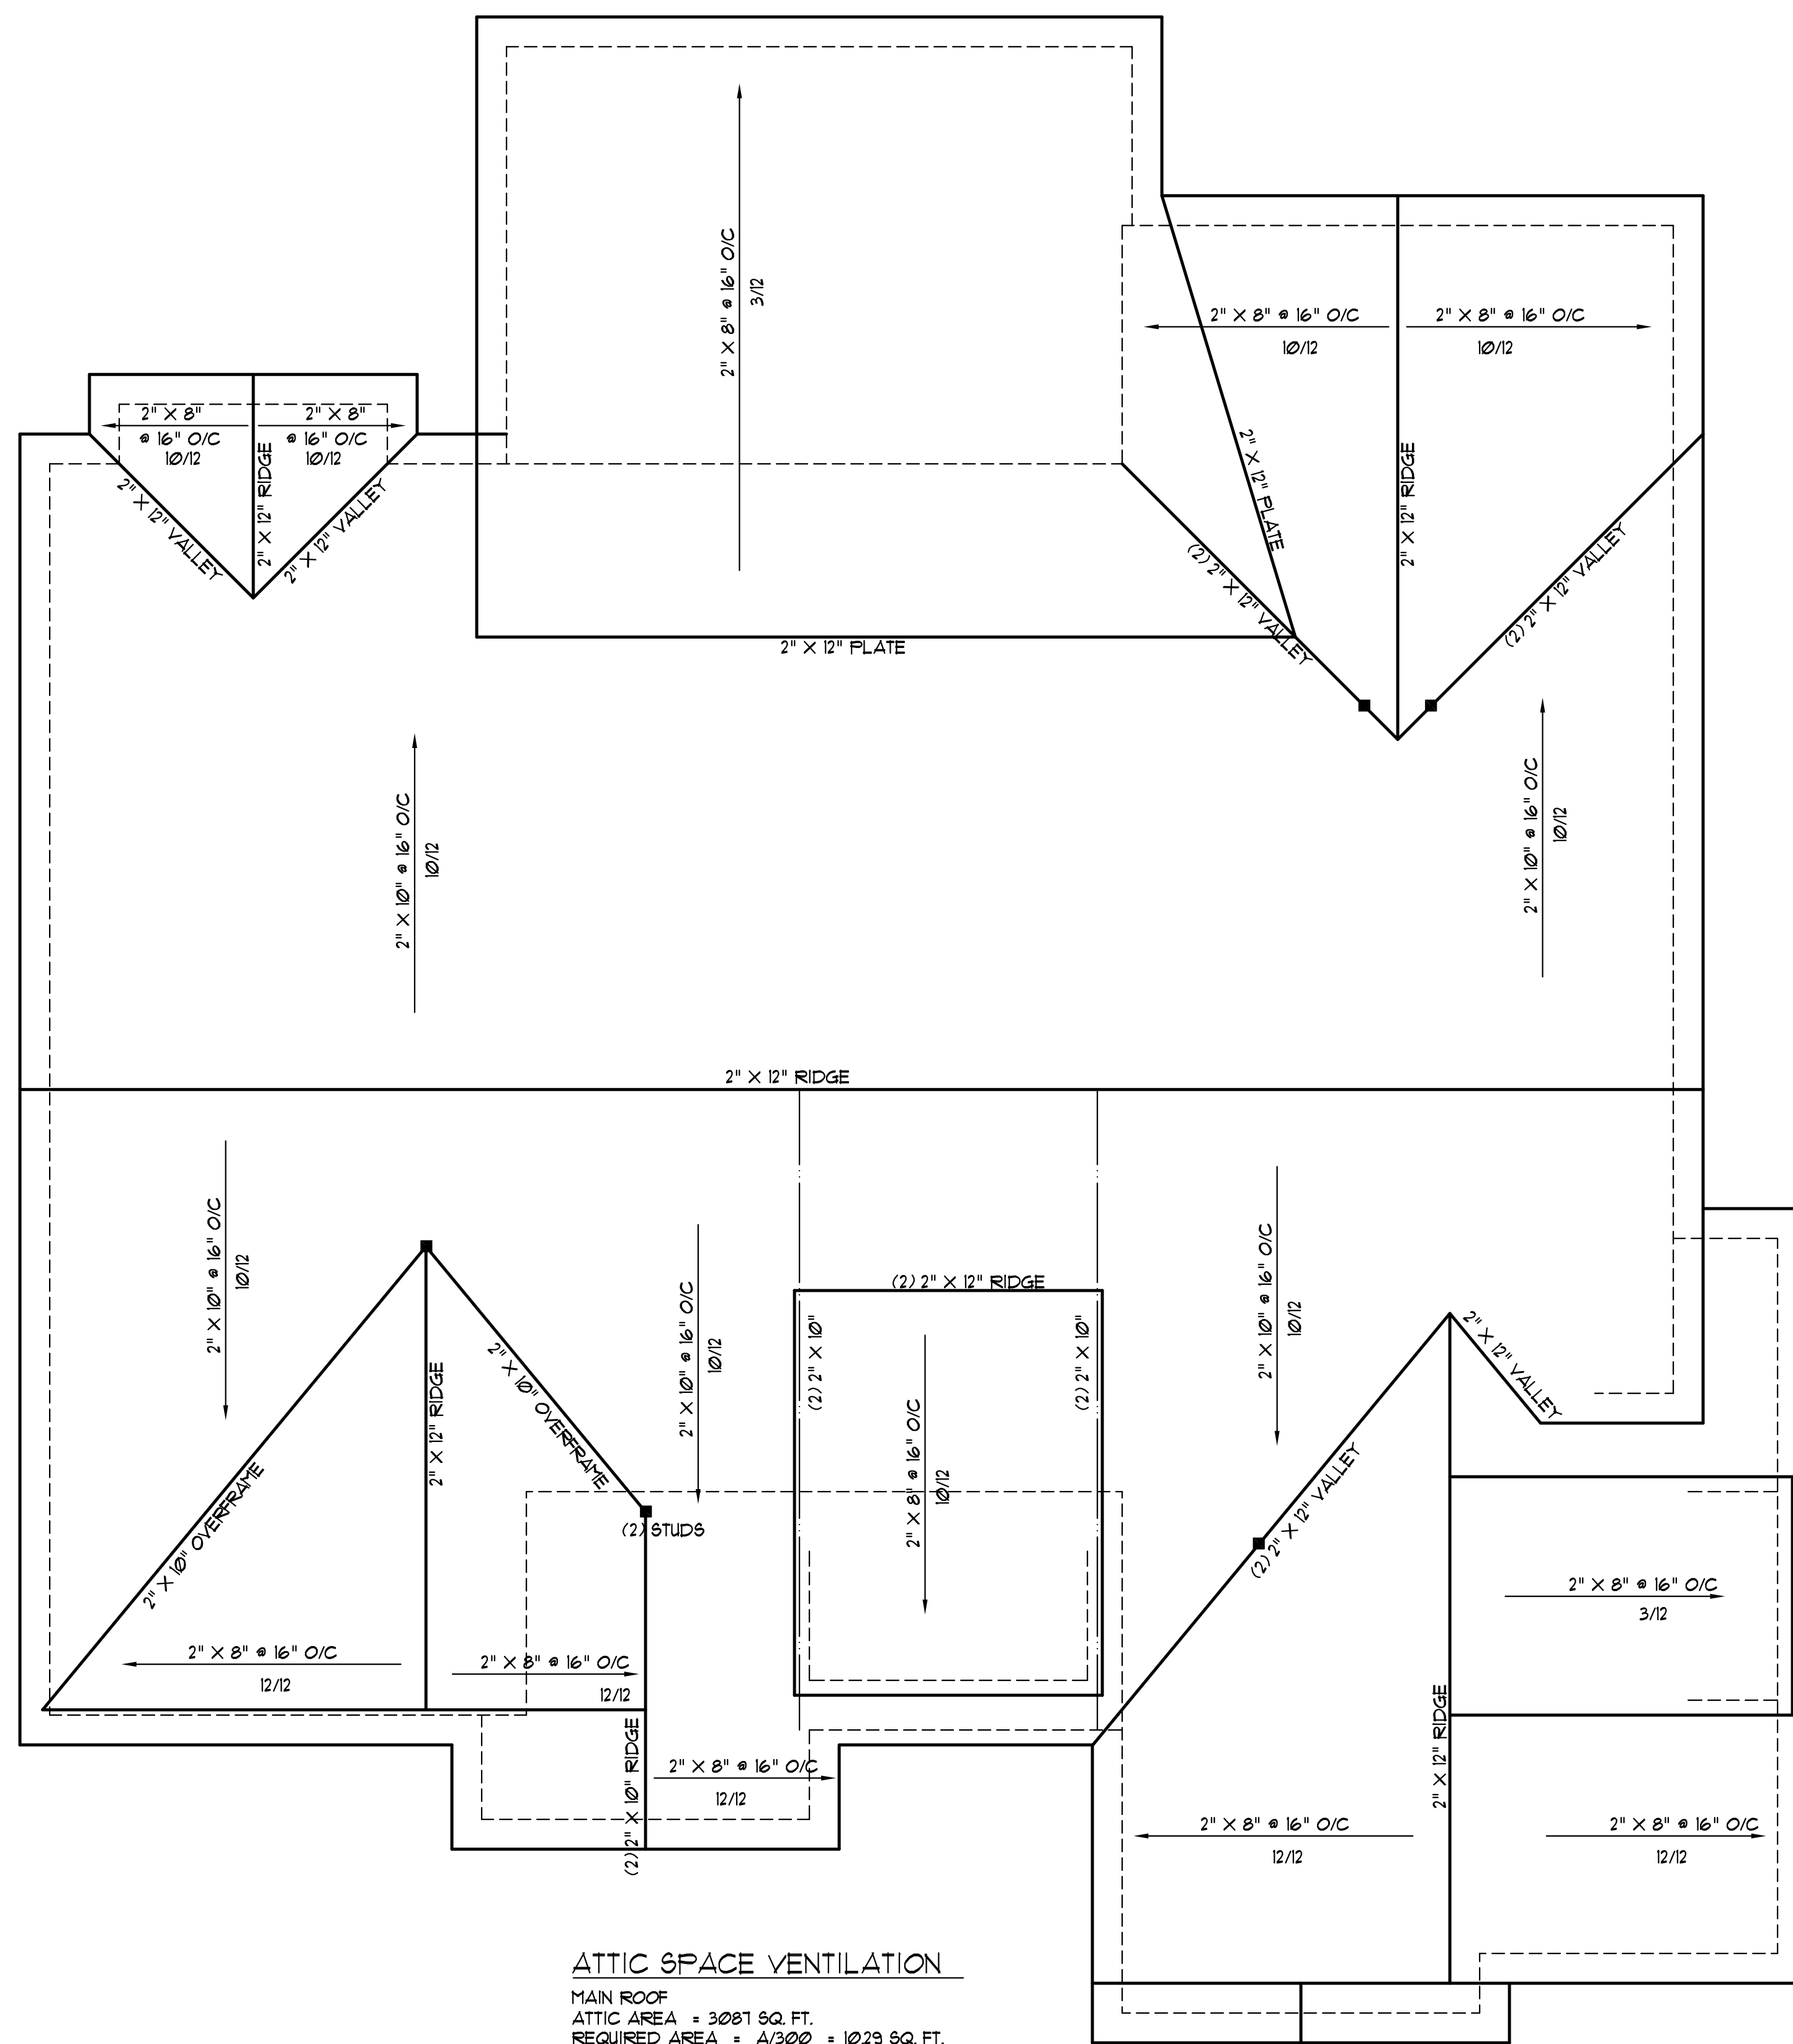 2" X 8" @ 16" O/C
3/12
2" X 8" @ 16" O/C
10/12
2" X 8" @ 16" O/C
10/12
2" X 8"
@ 16" O/C
10/12
2" X 8"
@ 16" O/C
10/12
2" X 12" RIDGE
2" X 12" VALLEY
2" X 12" VALLEY
2" X 12" PLATE
2" X 12" RIDGE
(2) 2" X 12" VALLEY
(2) 2" X 12" VALLEY
2" X 12" PLATE
2" X 10" @ 16" O/C
10/12
2" X 10" @ 16" O/C
10/12
2" X 12" RIDGE
2" X 10" @ 16" O/C
10/12
2" X 10" @ 16" O/C
10/12
(2) 2" X 12" RIDGE
2" X 10" @ 16" O/C
10/12
(2) 2" X 10"
(2) 2" X 10"
2" X 12" RIDGE
2" X 10" OVERFRAME
2" X 10" OVERFRAME
2" X 8" @ 16" O/C
10/12
2" X 12" VALLEY
(2) 2" X 12" VALLEY
(2) STUDS
2" X 8" @ 16" O/C
3/12
2" X 8" @ 16" O/C
12/12
2" X 8" @ 16" O/C
12/12
(2) 2" X 10" RIDGE
2" X 8" @ 16" O/C
12/12
2" X 12" RIDGE
2" X 8" @ 16" O/C
12/12
2" X 8" @ 16" O/C
12/12
ATTIC SPACE VENTILATION
MAIN ROOF
ATTIC AREA = 3087 SQ. FT.
REQUIRED AREA = A/300 = 10.29 SQ. FT.